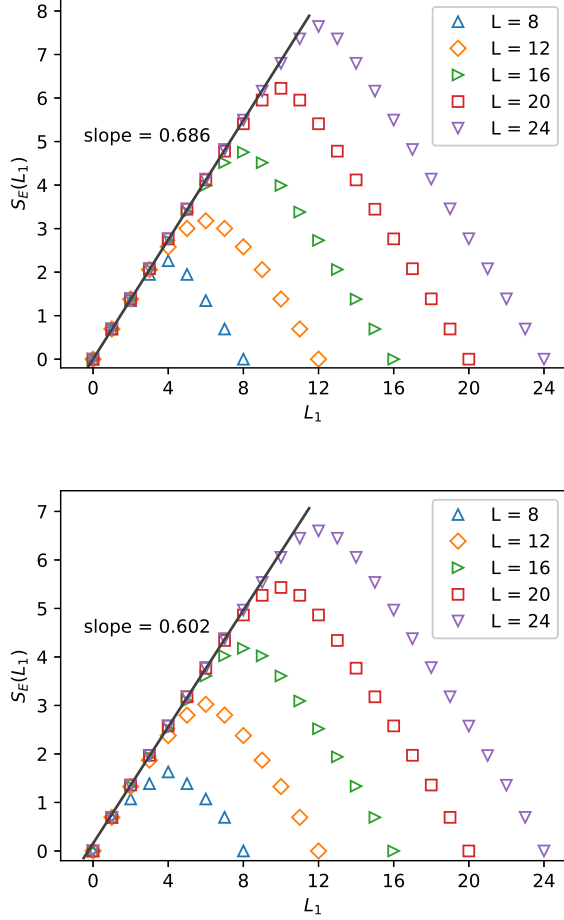 8
7
6
5
4
3
2
1
0
S_E(L_1)
slope = 0.686
L = 8
L = 12
L = 16
L = 20
L = 24
0 4 8 12 16 20 24
L_1
7
6
5
4
3
2
1
0
S_E(L_1)
slope = 0.602
L = 8
L = 12
L = 16
L = 20
L = 24
0 4 8 12 16 20 24
L_1